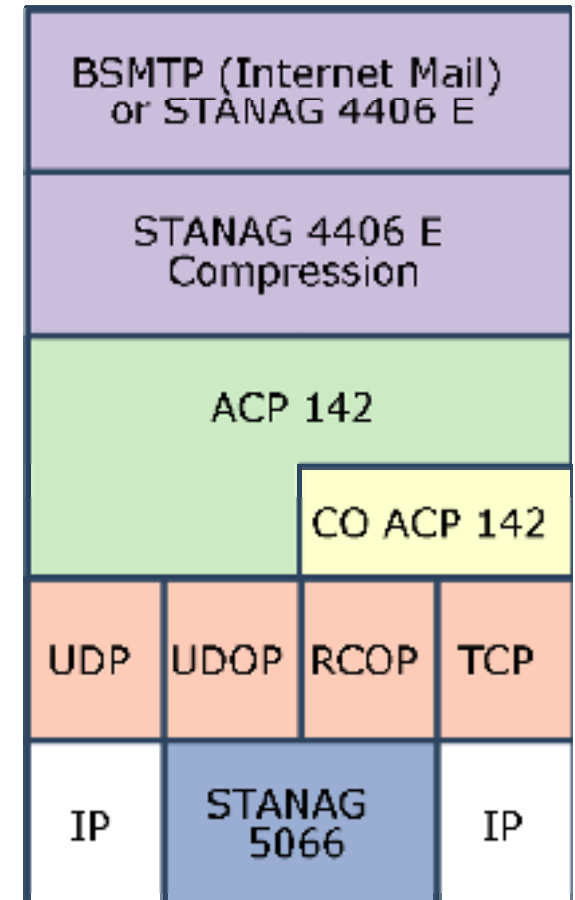 BSMTP (Internet Mail)
or STANAG 4406 E
STANAG 4406 E
Compression
ACP 142
CO ACP 142
UDP
UDOP
RCOP
TCP
IP
STANAG
5066
IP